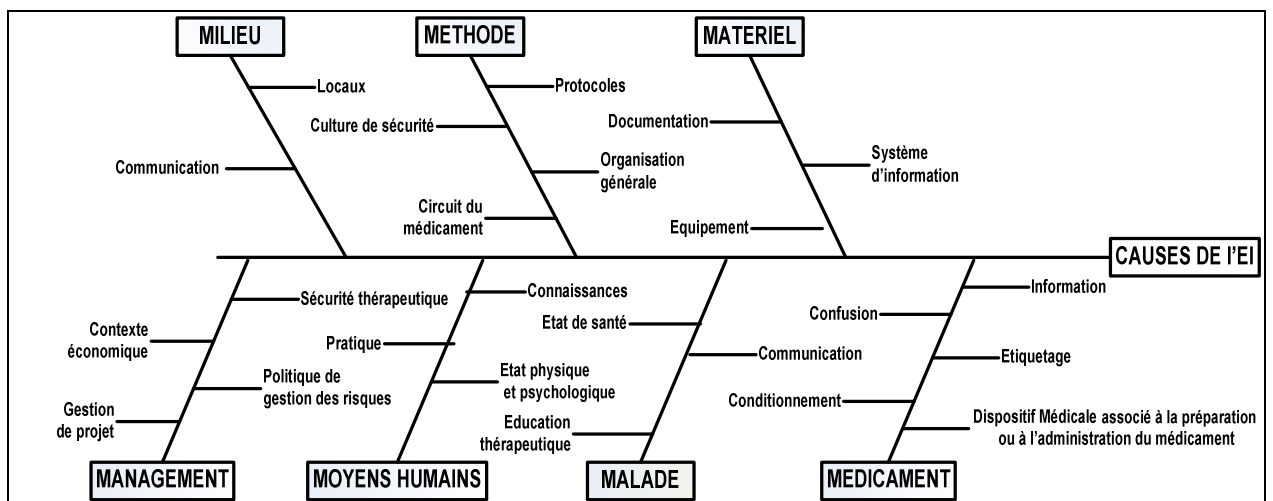 MILIEU
METHODE
MATERIEL
Locaux
Communication
Protocoles
Culture de sécurité
Organisation
générale
Circuit du
médicament
Documentation
Système
d'information
Equipement
CAUSES DE l'EI
Sécurité thérapeutique
Contexte
économique
Politique de
gestion des risques
Gestion
de projet
Connaissances
Pratique
Etat physique
et psychologique
Etat de santé
Communication
Education
thérapeutique
Information
Confusion
Etiquetage
Conditionnement
Dispositif Médicale associé à la préparation
ou à l'administration du médicament
MANAGEMENT
MOYENS HUMAINS
MALADE
MEDICAMENT